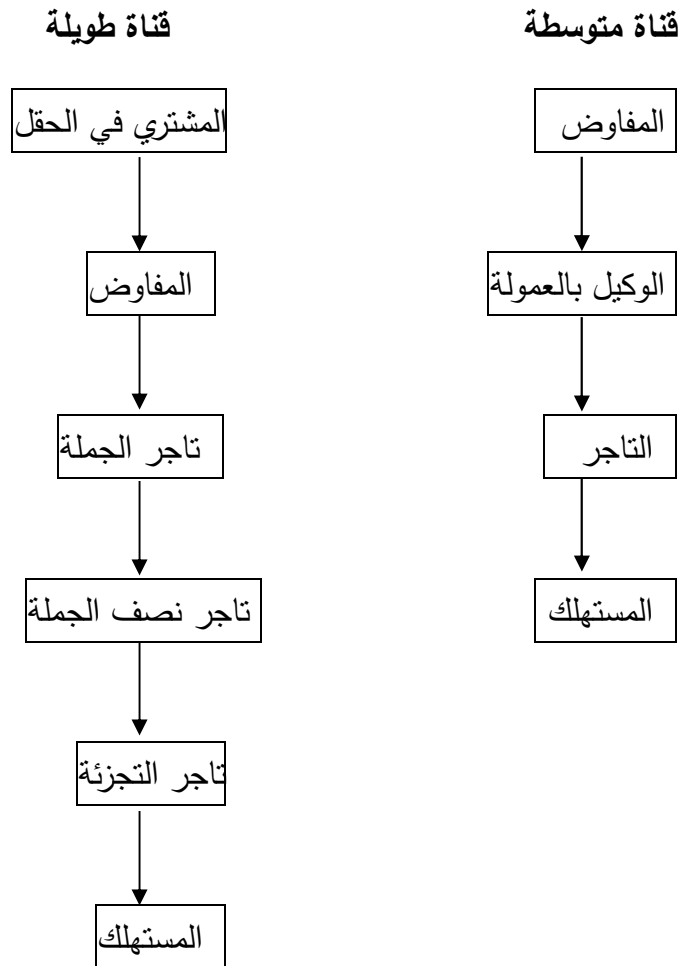 قناة متوسطة
المفاوض
الوكيل بالعمولة
التاجر
المستهلك
قناة طويلة
المشتري في الحقل
المفاوض
تاجر الجملة
تاجر نصف الجملة
تاجر التجزئة
المستهلك